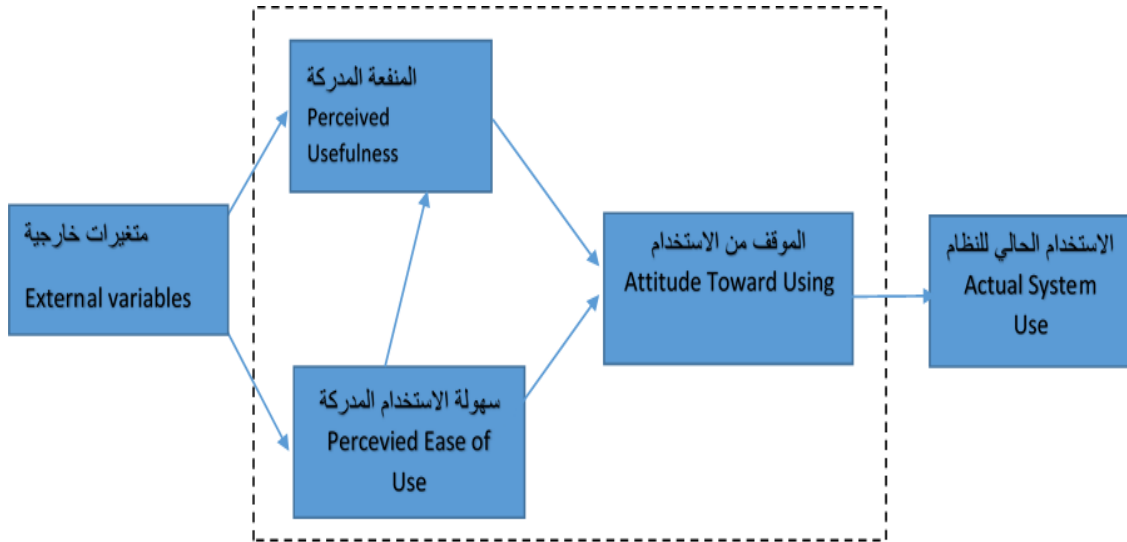 المنفعة المدركة
Perceived
Usefulness
متغيرات خارجية
External variables
سهولة الاستخدام المدركة
Percevied Ease of
Use
الموقف من الاستخدام
Attitude Toward Using
الاستخدام الحالي للنظام
Actual System
Use